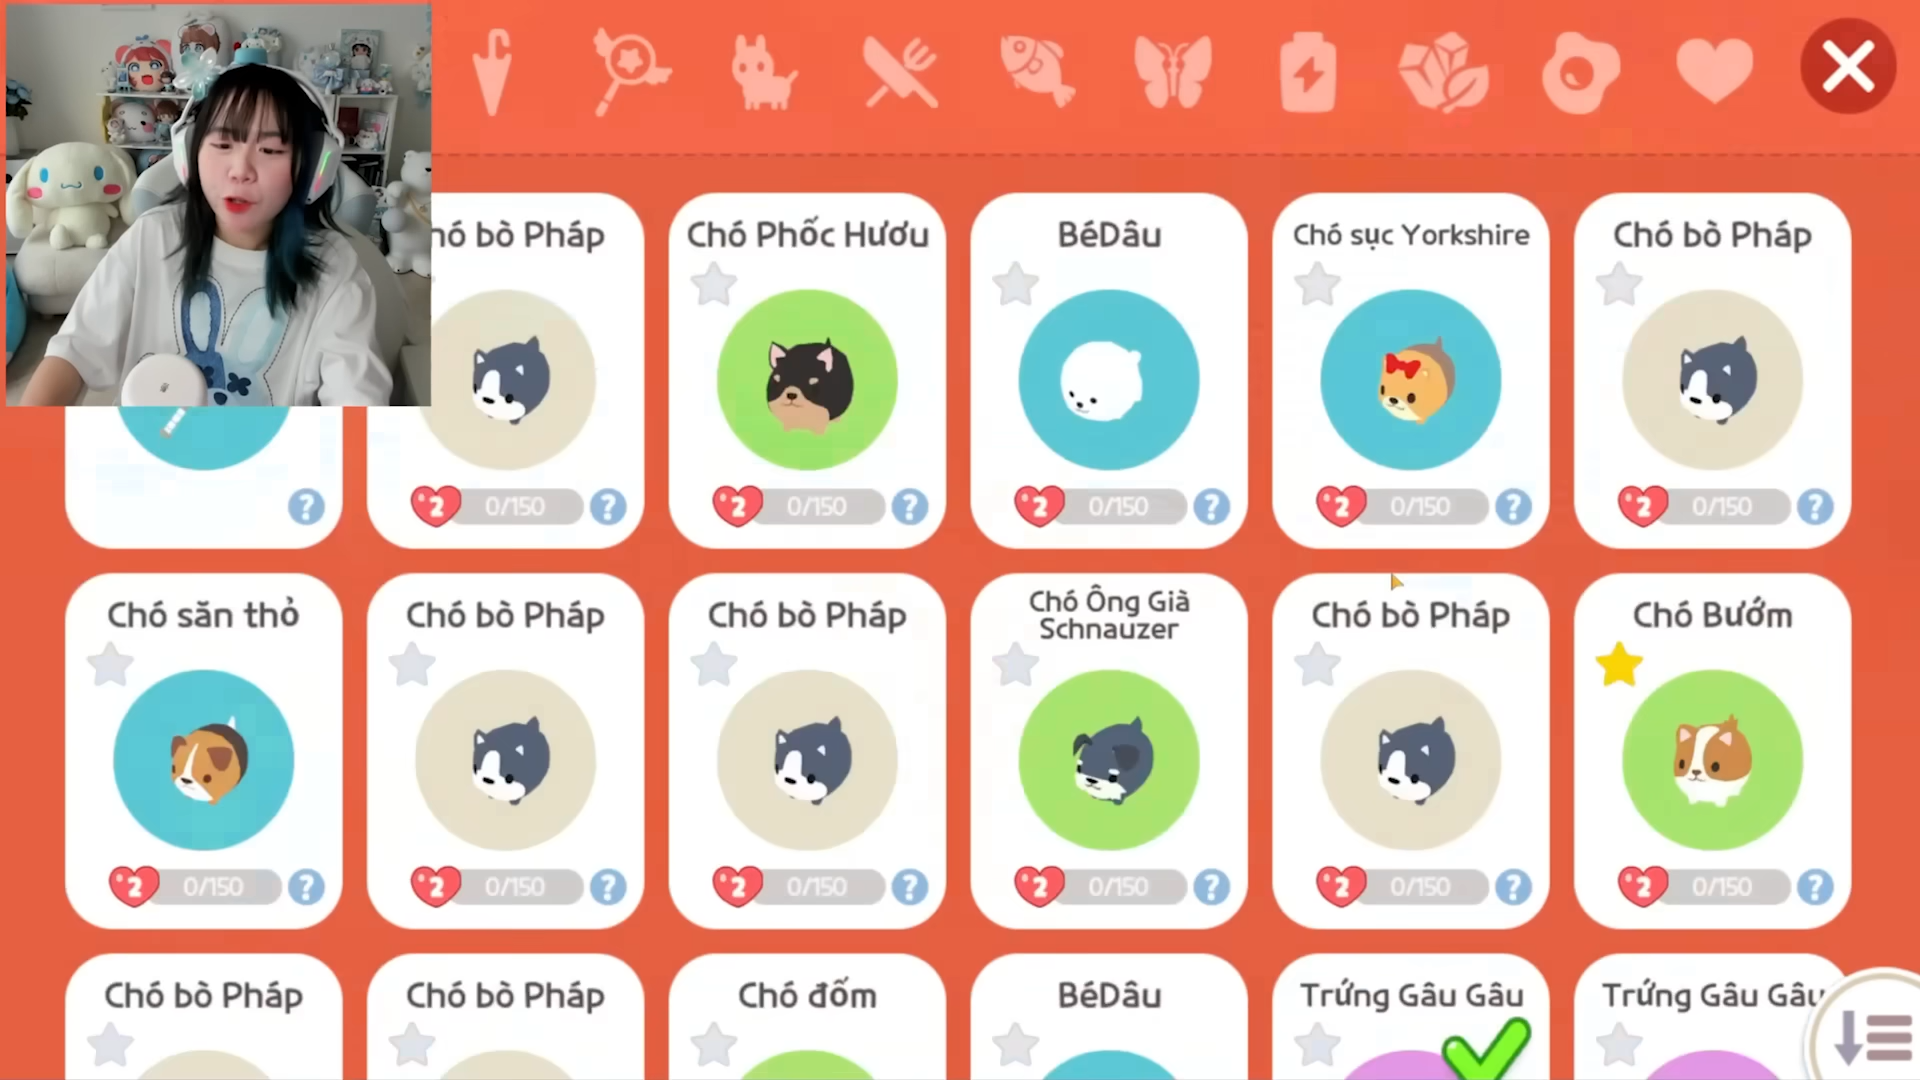 bò Pháp
Chó Phốc Hươu
BéDâu
Chó sục Yorkshire
Chó bò Pháp
?
2 0/150 ?
2 0/150 ?
2 0/150 ?
2 0/150 ?
2 0/150 ?
Chó săn thỏ
Chó bò Pháp
Chó bò Pháp
Chó Ông Già
Schnauzer
Chó bò Pháp
Chó Bướm
2 0/150 ?
2 0/150 ?
2 0/150 ?
2 0/150 ?
2 0/150 ?
2 0/150 ?
Chó bò Pháp
Chó bò Pháp
Chó đốm
BéDâu
Trứng Gâu Gâu
Trứng Gâu Gâu